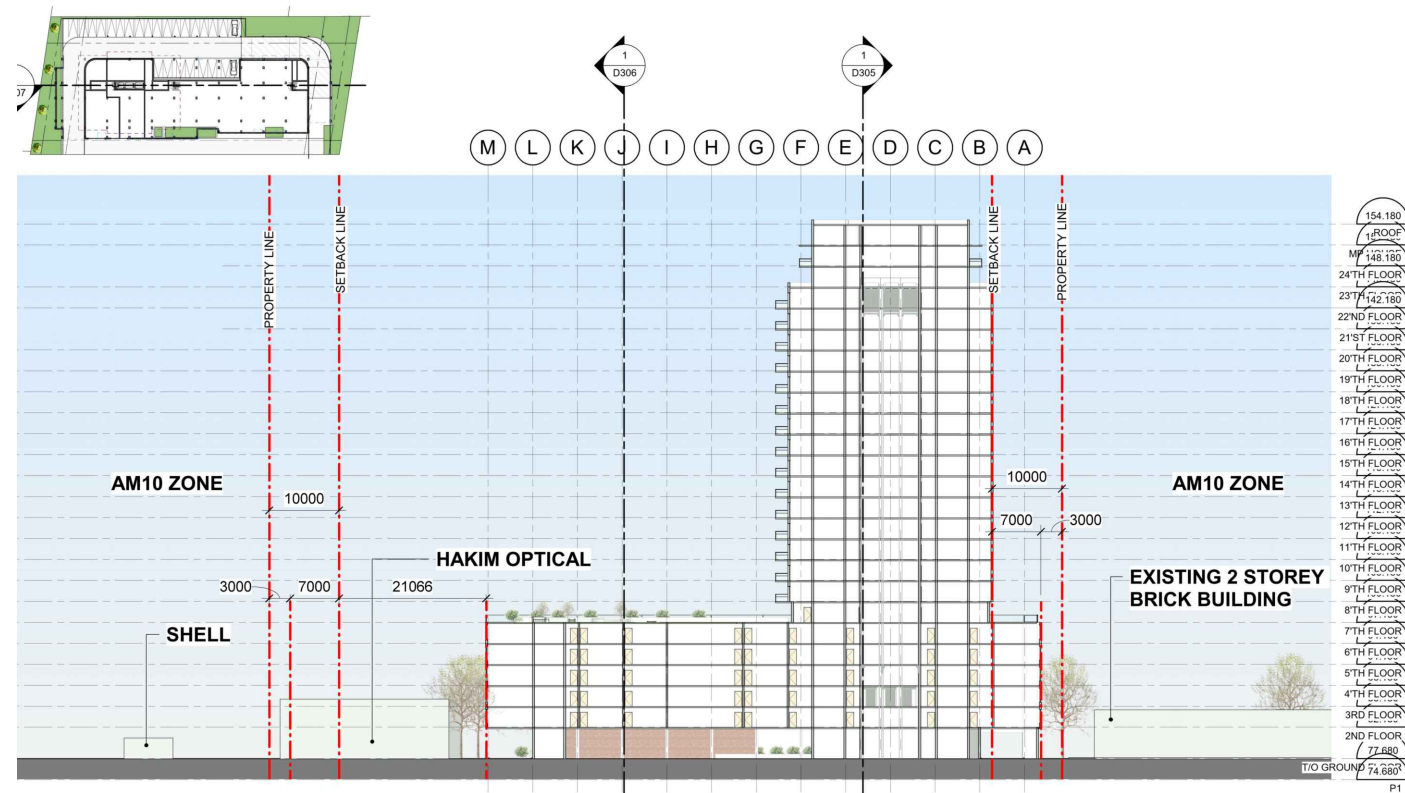 07
1
D306
1
D305
M L K J I H G F E D C B A
PROPERTY LINE
SETBACK LINE
SETBACK LINE
PROPERTY LINE
154.180
ROOF
148.180
24'TH FLOOR
142.180
22'ND FLOOR
21'ST FLOOR
20'TH FLOOR
19'TH FLOOR
18'TH FLOOR
17'TH FLOOR
16'TH FLOOR
15'TH FLOOR
14'TH FLOOR
13'TH FLOOR
12'TH FLOOR
11'TH FLOOR
10'TH FLOOR
9'TH FLOOR
8'TH FLOOR
7'TH FLOOR
6'TH FLOOR
5'TH FLOOR
4'TH FLOOR
3RD FLOOR
2ND FLOOR
77.680
T/O GROUND
74.680
P1
AM10 ZONE
10000
3000
7000
21066
HAKIM OPTICAL
SHELL
10000
7000
3000
AM10 ZONE
EXISTING 2 STOREY
BRICK BUILDING